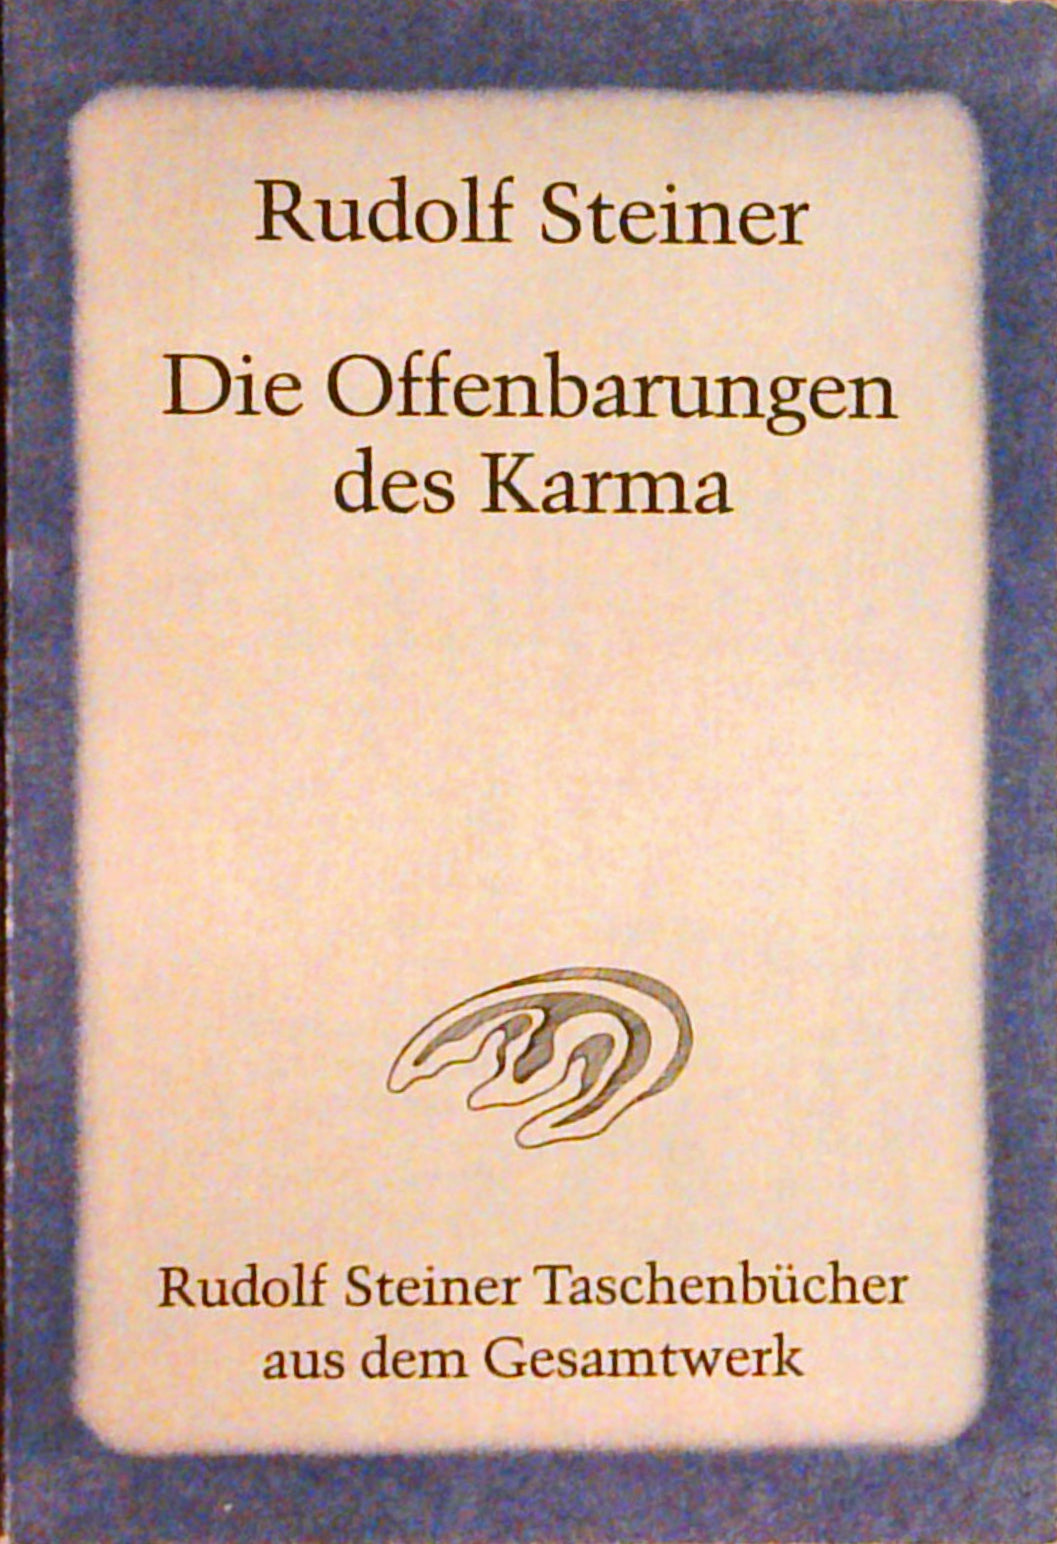 Rudolf Steiner
Die Offenbarungen
des Karma
Rudolf Steiner Taschenbücher
aus dem Gesamtwerk